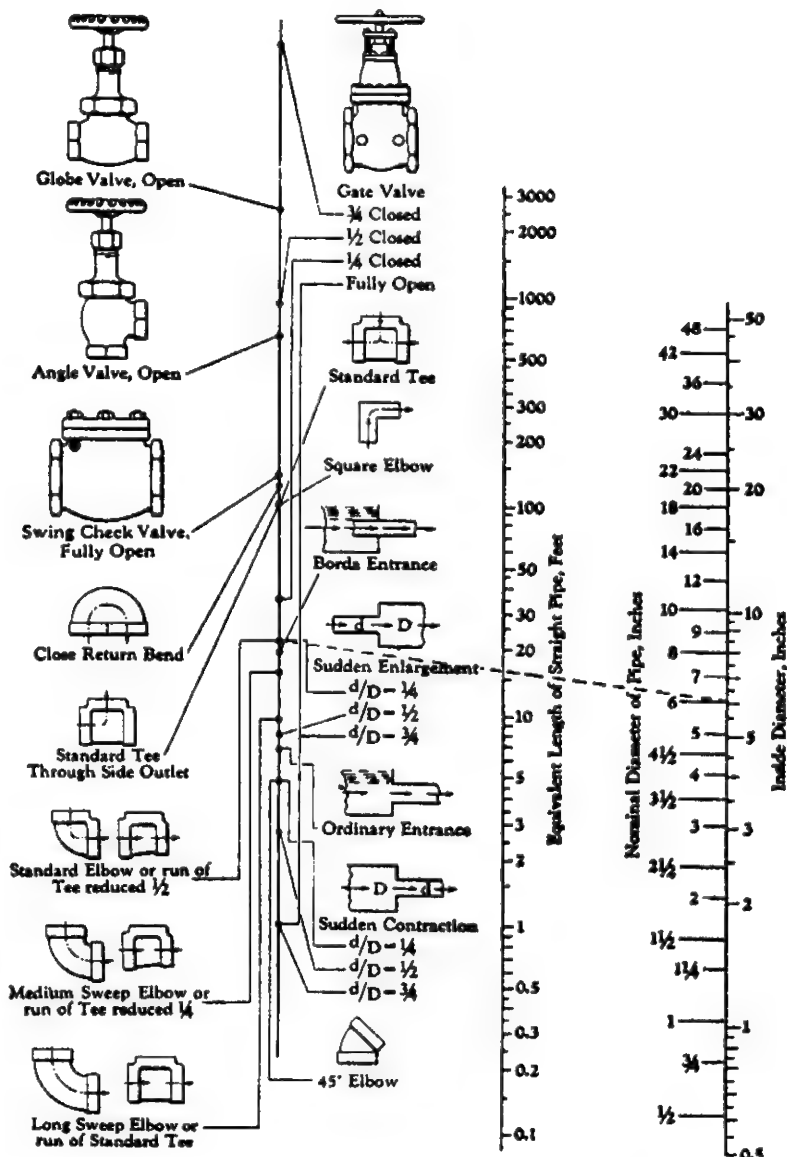 Globe Valve, Open
Angle Valve, Open
Swing Check Valve,
Fully Open
Close Return Bend
Standard Tee
Through Side Outlet
Standard Elbow or run of
Tee reduced ½
Medium Sweep Elbow or
run of Tee reduced ¼
Long Sweep Elbow or
run of Standard Tee
Gate Valve
¾ Closed
½ Closed
¼ Closed
Fully Open
Standard Tee
Square Elbow
Borda Entrance
d D
Sudden Enlargement
d/D = ¼
d/D = ½
d/D = ¾
Ordinary Entrance
D d
Sudden Contraction
d/D = ¼
d/D = ½
d/D = ¾
45° Elbow
3000
2000
1000
500
300
200
100
50
30
20
10
5
3
2
1
0.5
0.3
0.2
0.1
Equivalent Length of Straight Pipe, Feet
48
42
36
30
24
22
20
18
16
14
12
10
9
8
7
6
5
4½
4
3½
3
2½
2
1½
1¼
1
¾
½
Nominal Diameter of Pipe, Inches
50
30
20
10
5
3
2
1
0.5
Inside Diameter, Inches